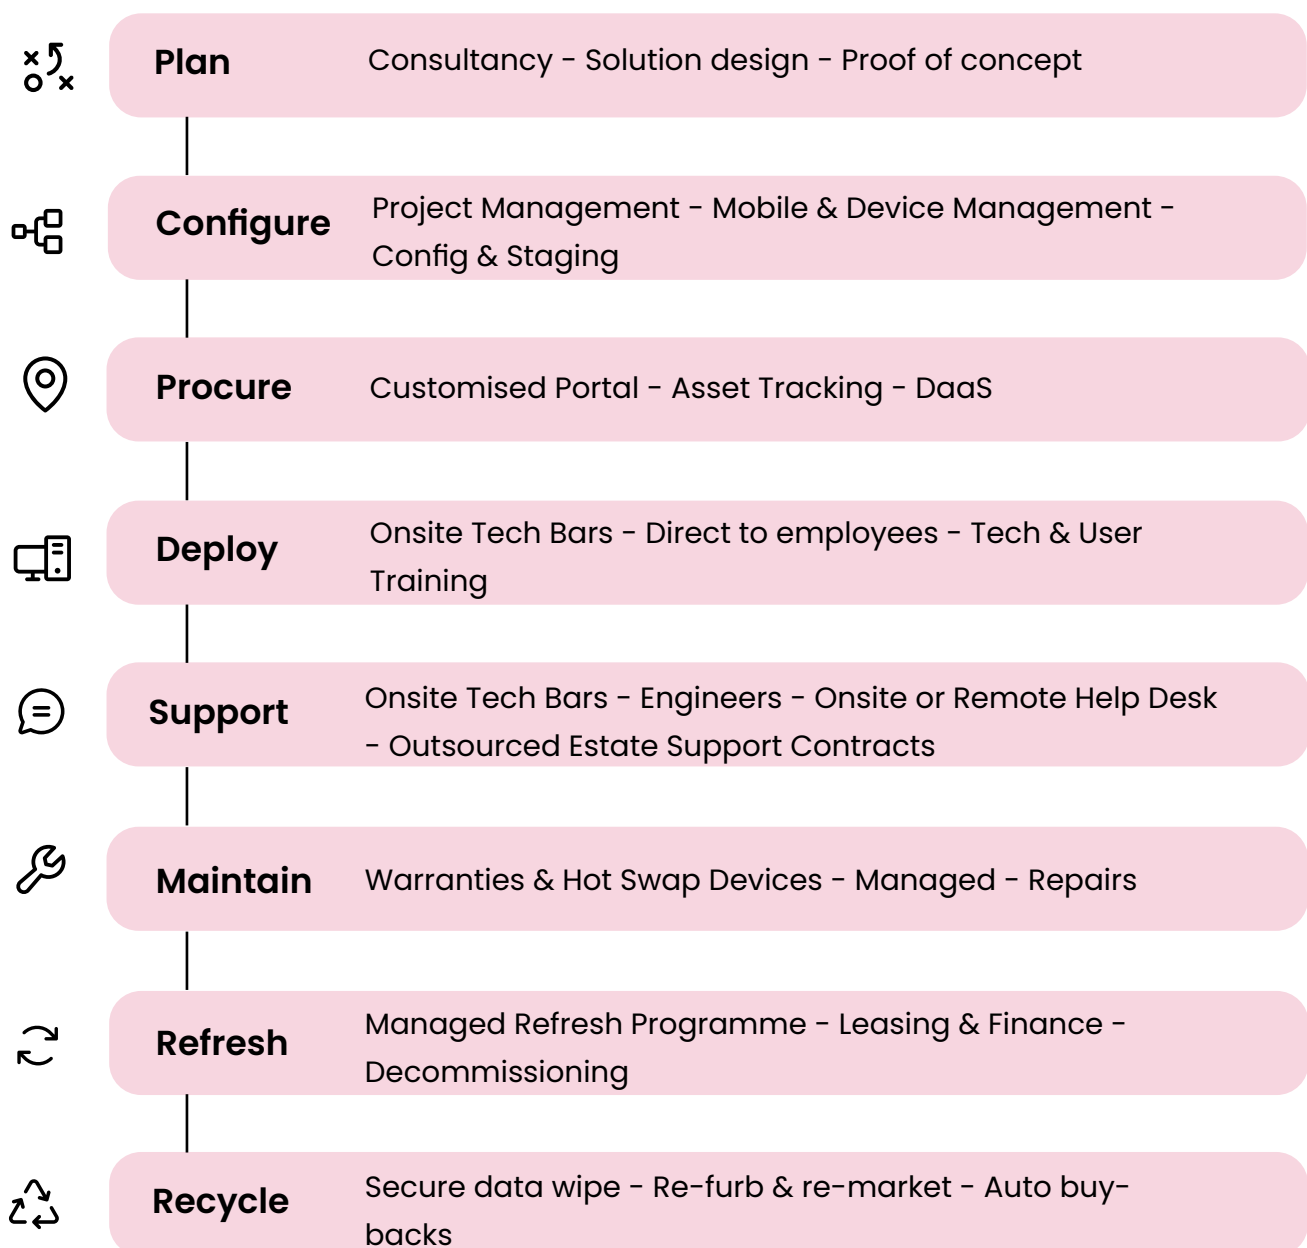 Plan
Consultancy - Solution design - Proof of concept
Configure
Project Management - Mobile & Device Management -
Config & Staging
Procure
Customised Portal - Asset Tracking - DaaS
Deploy
Onsite Tech Bars - Direct to employees - Tech & User
Training
Support
Onsite Tech Bars - Engineers - Onsite or Remote Help Desk
- Outsourced Estate Support Contracts
Maintain
Warranties & Hot Swap Devices - Managed - Repairs
Refresh
Managed Refresh Programme - Leasing & Finance -
Decommissioning
Recycle
Secure data wipe - Re-furb & re-market - Auto buy-
backs